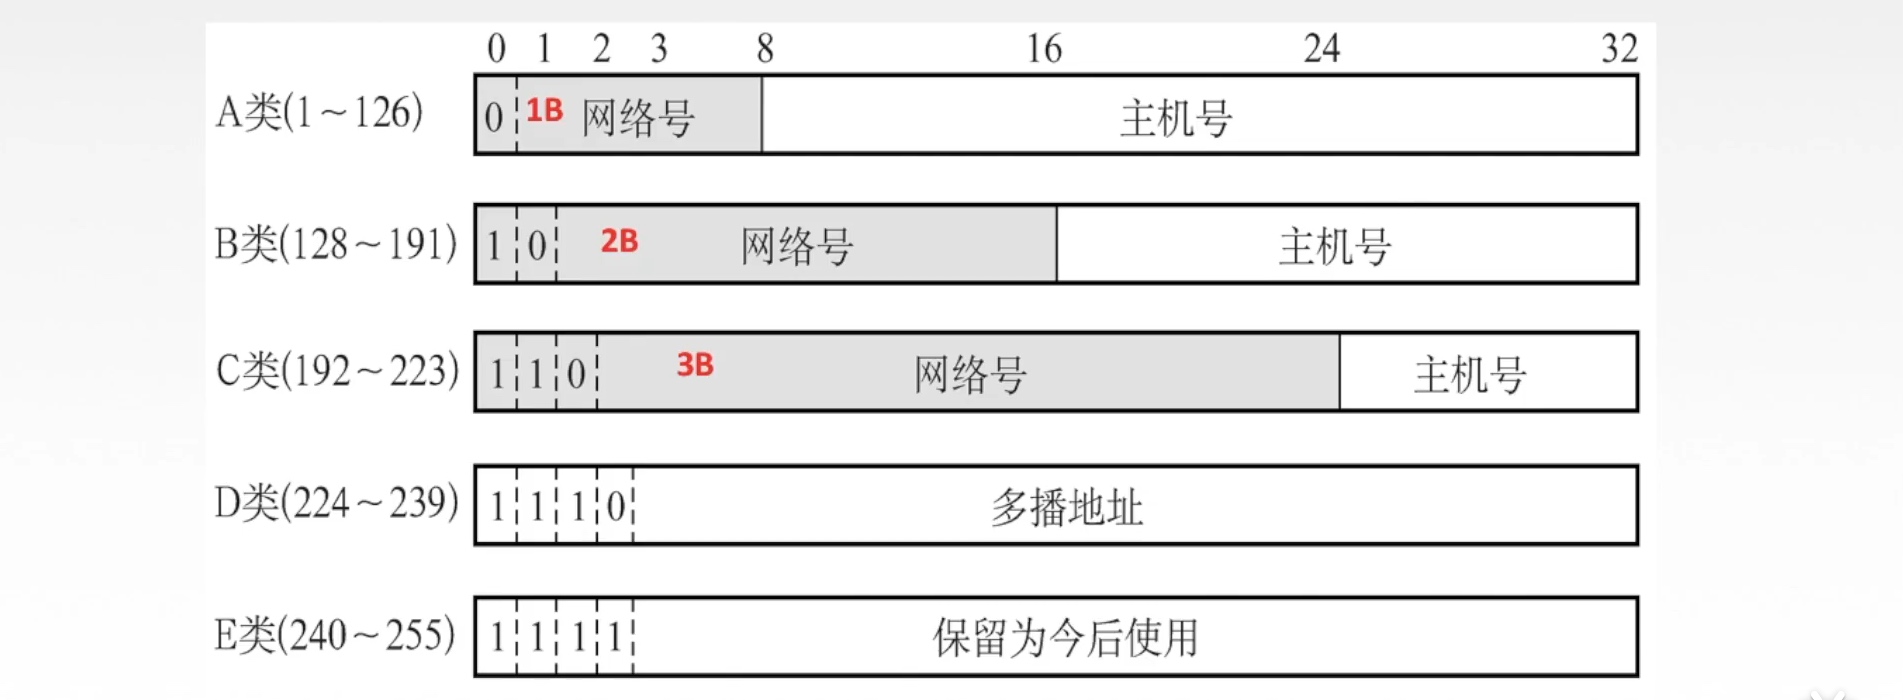 0 1 2 3 8 16 24 32
A类(1～126) 0 1B 网络号 主机号
B类(128～191) 1 0 2B 网络号 主机号
C类(192～223) 1 1 0 3B 网络号 主机号
D类(224～239) 1 1 1 0 多播地址
E类(240～255) 1 1 1 1 保留为今后使用